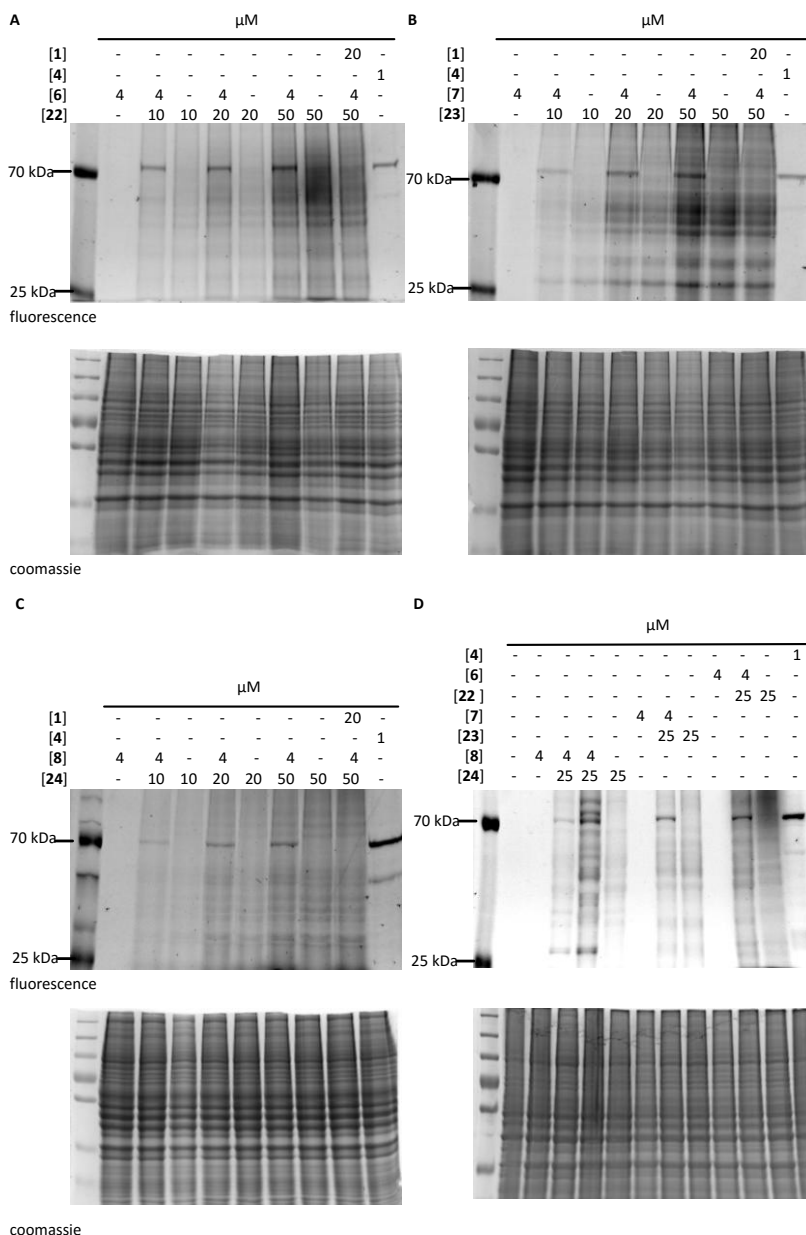 A
μM
[1] - - - - - - - 20 -
[4] - - - - - - - - 1
[6] 4 4 - 4 - 4 - 4 -
[22] - 10 10 20 20 50 50 50 -
70 kDa
25 kDa
fluorescence
coomassie
B
μM
[1] - - - - - - - 20 -
[4] - - - - - - - - 1
[7] 4 4 - 4 - 4 - 4 -
[23] - 10 10 20 20 50 50 50 -
70 kDa
25 kDa
C
μM
[1] - - - - - - - 20 -
[4] - - - - - - - - 1
[8] 4 4 - 4 - 4 - 4 -
[24] - 10 10 20 20 50 50 50 -
70 kDa
25 kDa
fluorescence
coomassie
D
μM
[4] - - - - - - - - - - - 1
[6] - - - - - - - - 4 4 - -
[22 ] - - - - - - - - - 25 25 -
[7] - - - - - 4 4 - - - - -
[23] - - - - - - 25 25 - - - -
[8] - 4 4 4 - - - - - - - -
[24] - - 25 25 25 - - - - - - -
70 kDa
25 kDa